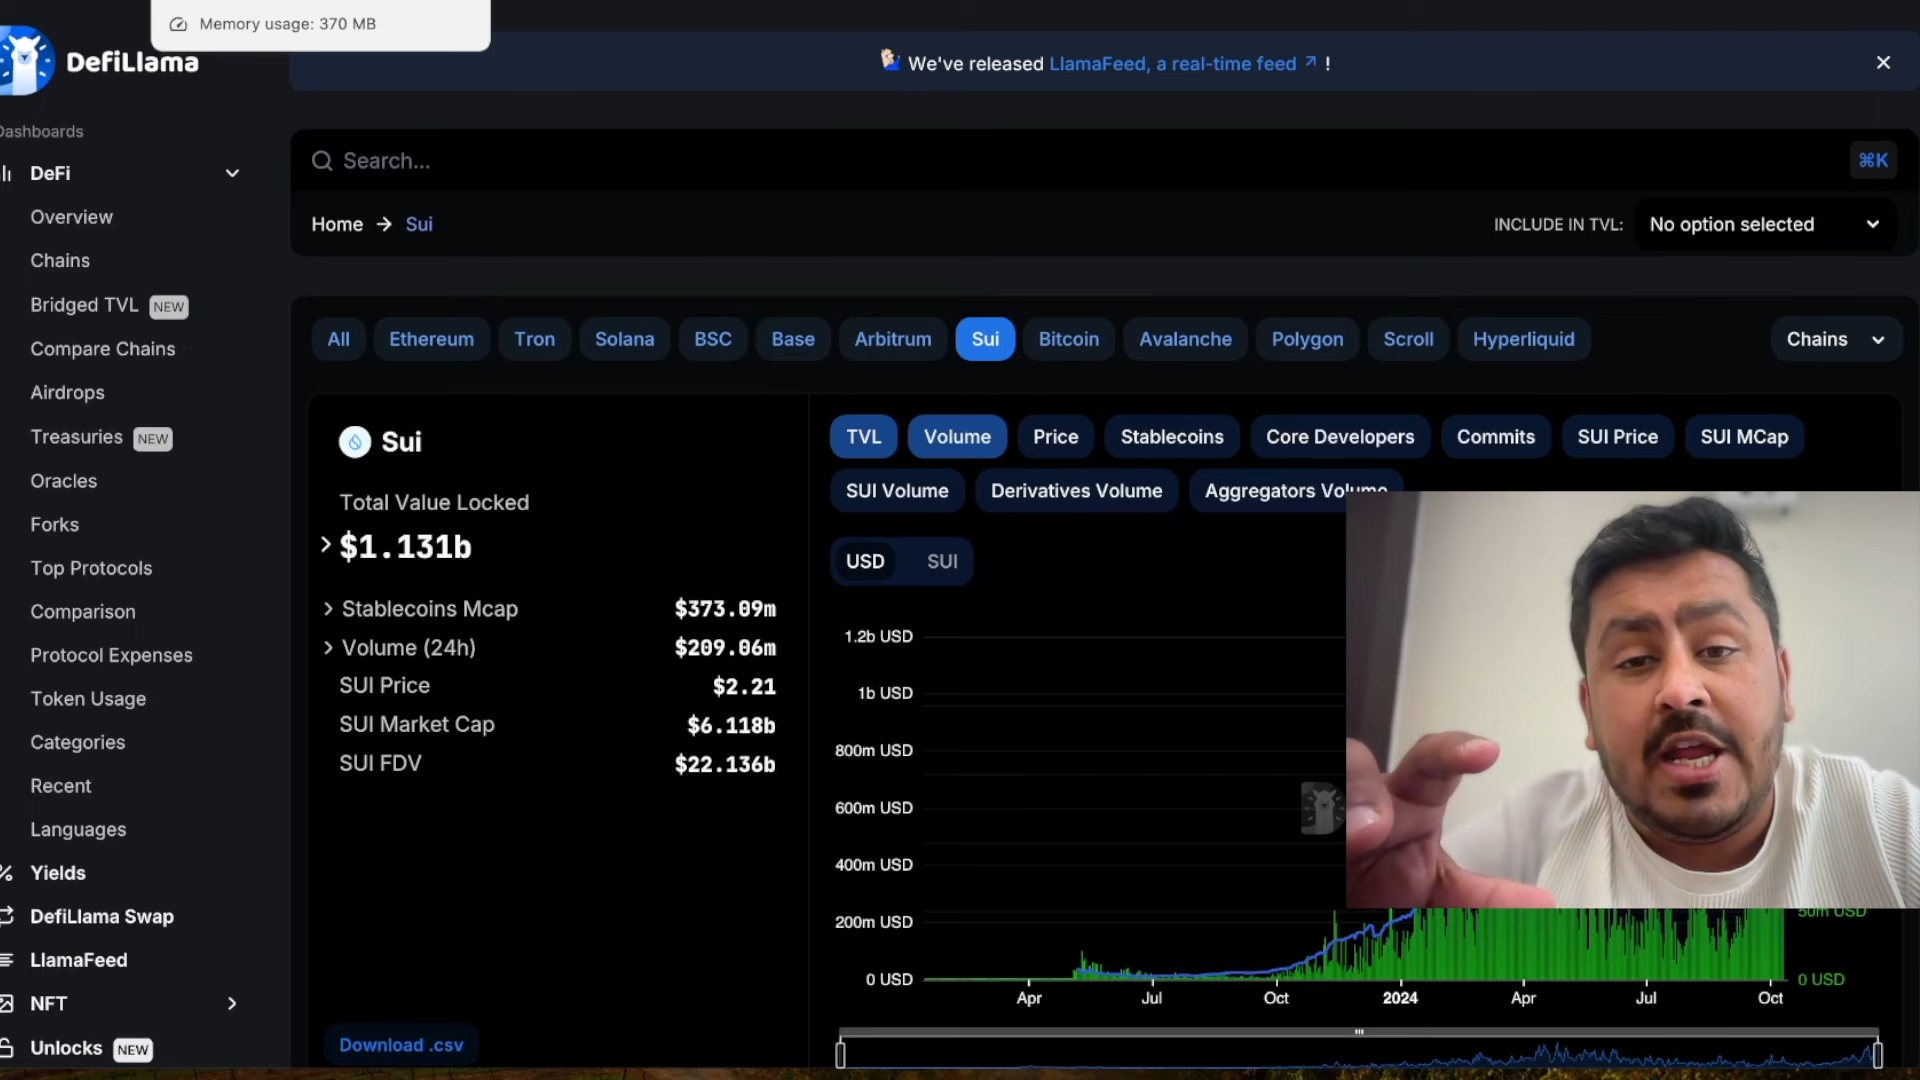 Memory usage: 370 MB
DefiLlama
We've released LlamaFeed, a real-time feed !
Dashboards
Search...
⌘K
DeFi
Home → Sui
INCLUDE IN TVL:
No option selected
Overview
Chains
Bridged TVL NEW
Compare Chains
Airdrops
Treasuries NEW
Oracles
Forks
Top Protocols
Comparison
Protocol Expenses
Token Usage
Categories
Recent
Languages
Yields
DefiLlama Swap
LlamaFeed
NFT
Unlocks NEW
All Ethereum Tron Solana BSC Base Arbitrum Sui Bitcoin Avalanche Polygon Scroll Hyperliquid
Chains
Sui
Total Value Locked
$1.131b
Stablecoins Mcap $373.09m
Volume (24h) $209.06m
SUI Price $2.21
SUI Market Cap $6.118b
SUI FDV $22.136b
Download .csv
TVL Volume Price Stablecoins Core Developers Commits SUI Price SUI MCap
SUI Volume Derivatives Volume Aggregators Volume
USD SUI
1.2b USD
1b USD
800m USD
600m USD
400m USD
200m USD
0 USD
50m USD
0 USD
Apr Jul Oct 2024 Apr Jul Oct